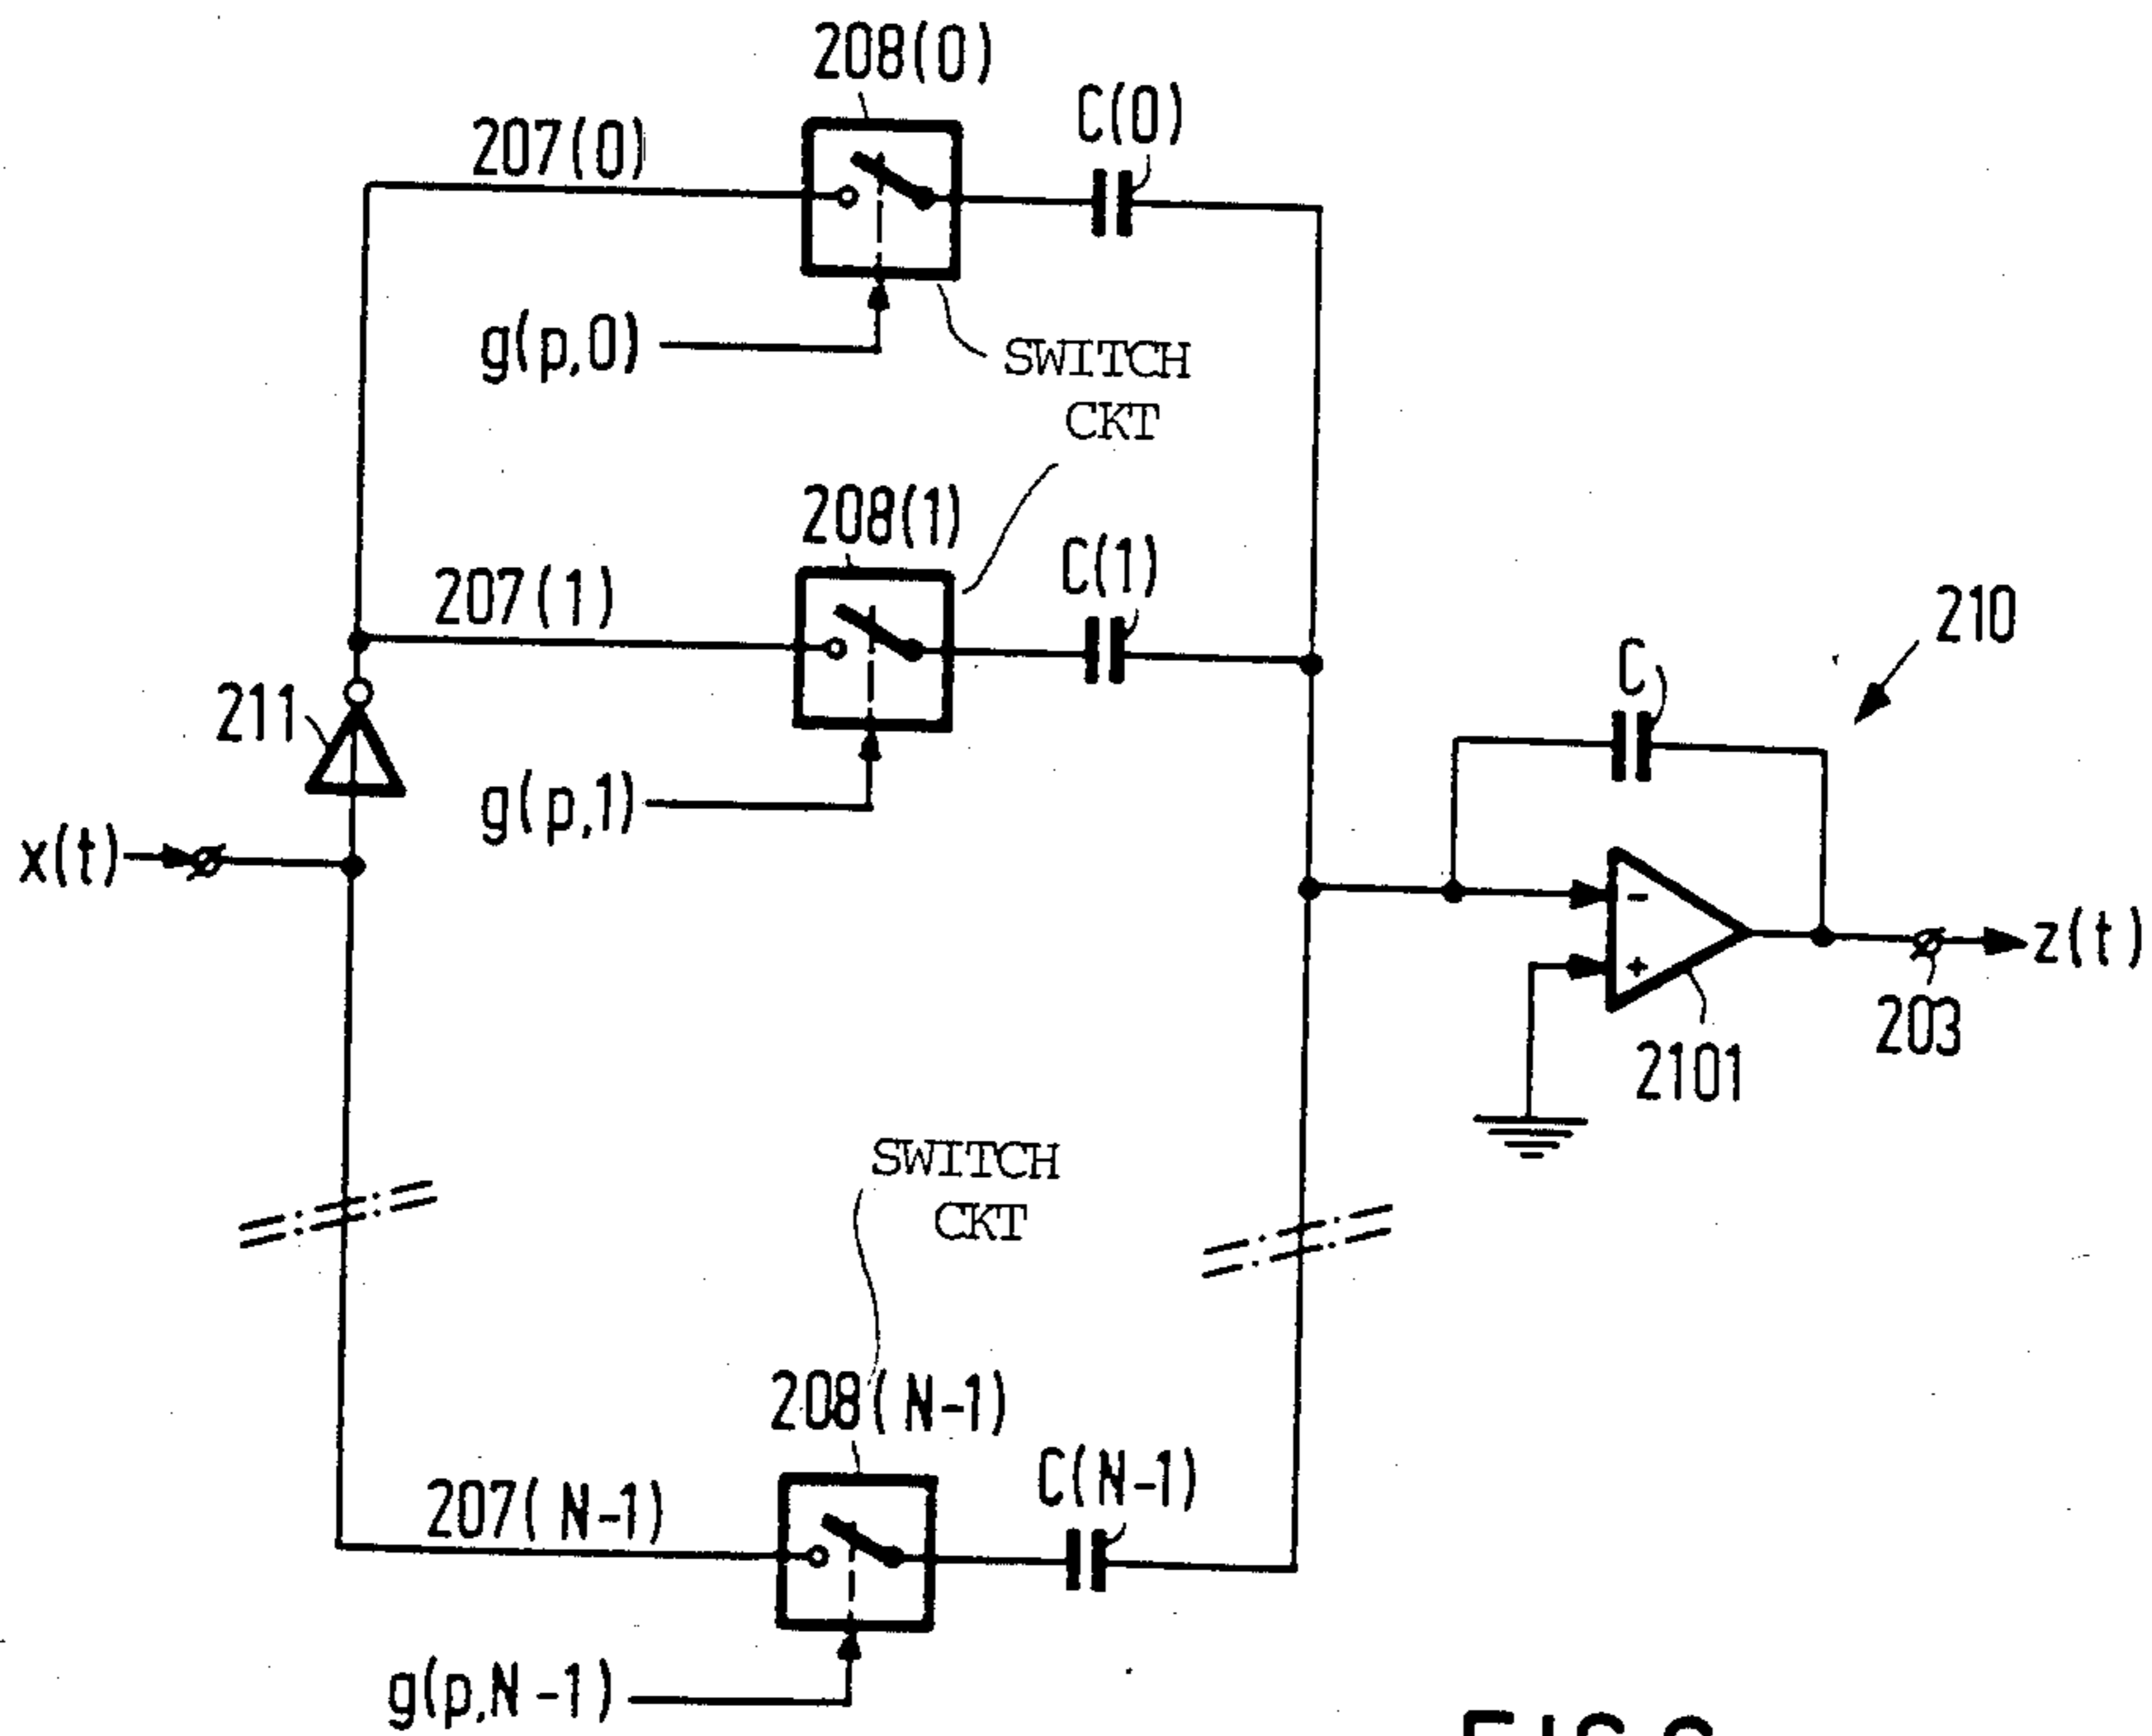 208(0)
C(0)
207(0)
g(p,0)
SWITCH
CKT
208(1)
C(1)
207(1)
210
C
211
g(p,1)
x(t)
-
+
z(t)
203
2101
SWITCH
CKT
208(N-1)
C(N-1)
207(N-1)
g(p,N-1)